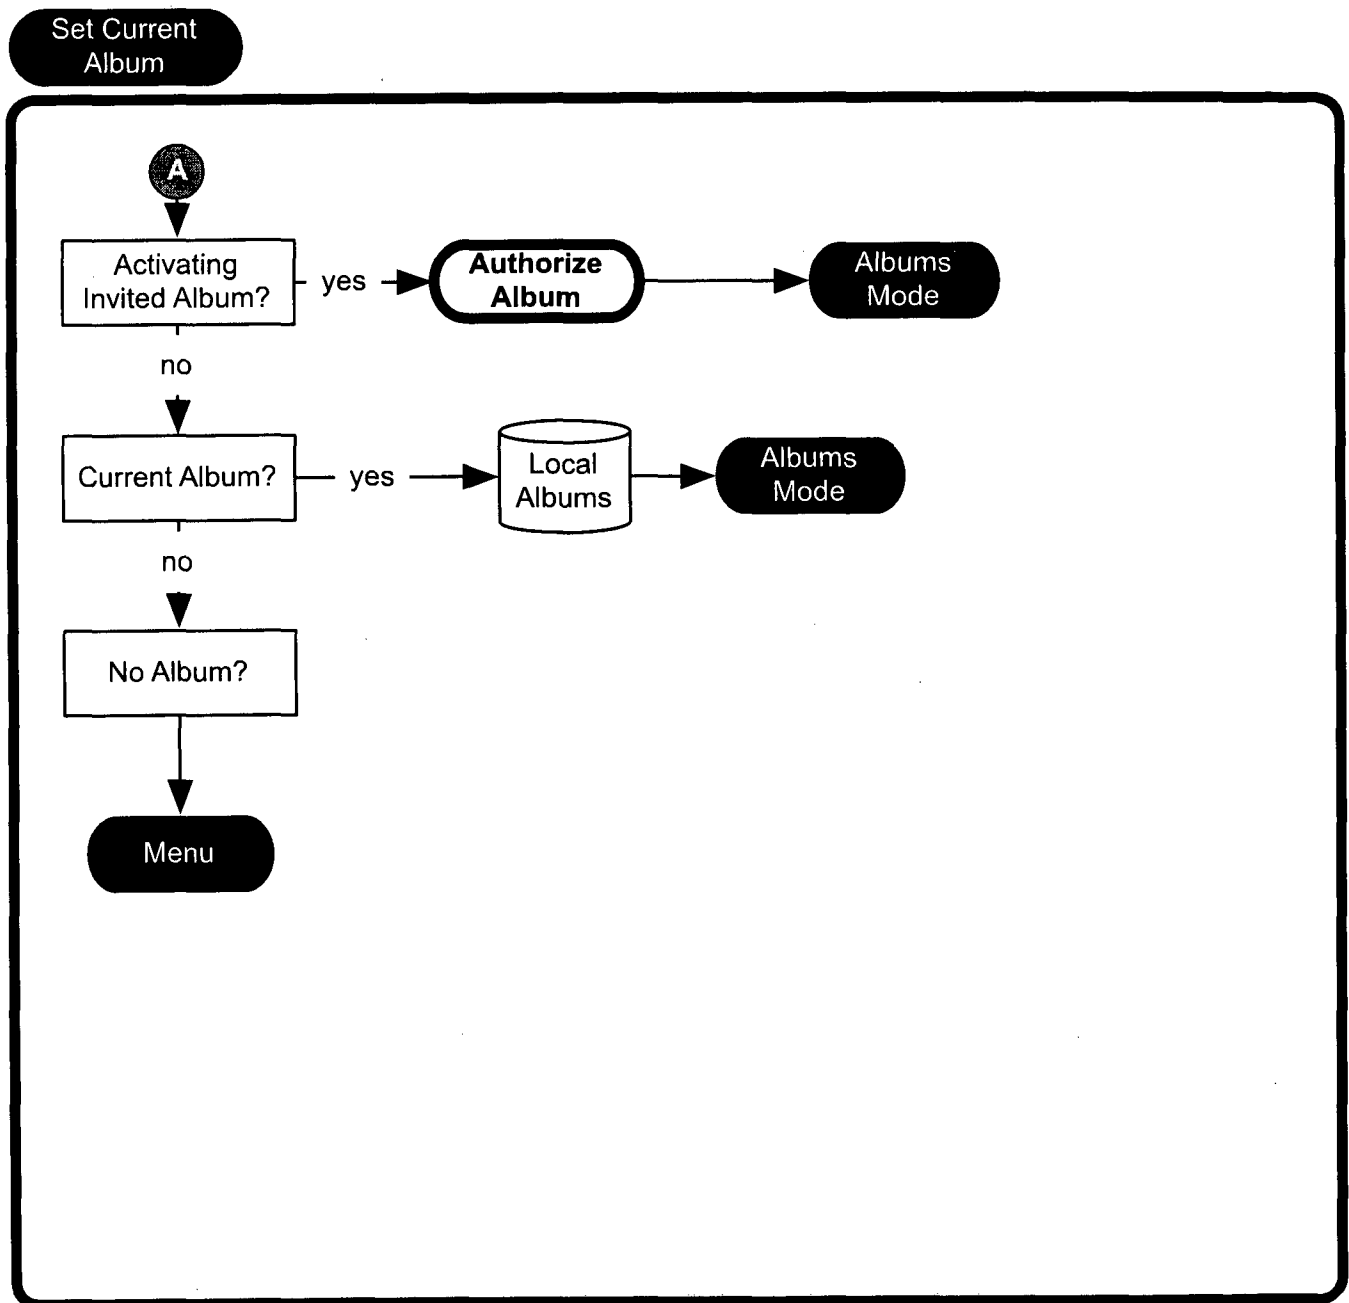 Set Current
Album
A
Activating
Invited Album?
yes
Authorize
Album
Albums
Mode
no
Current Album?
yes
Local
Albums
Albums
Mode
no
No Album?
Menu